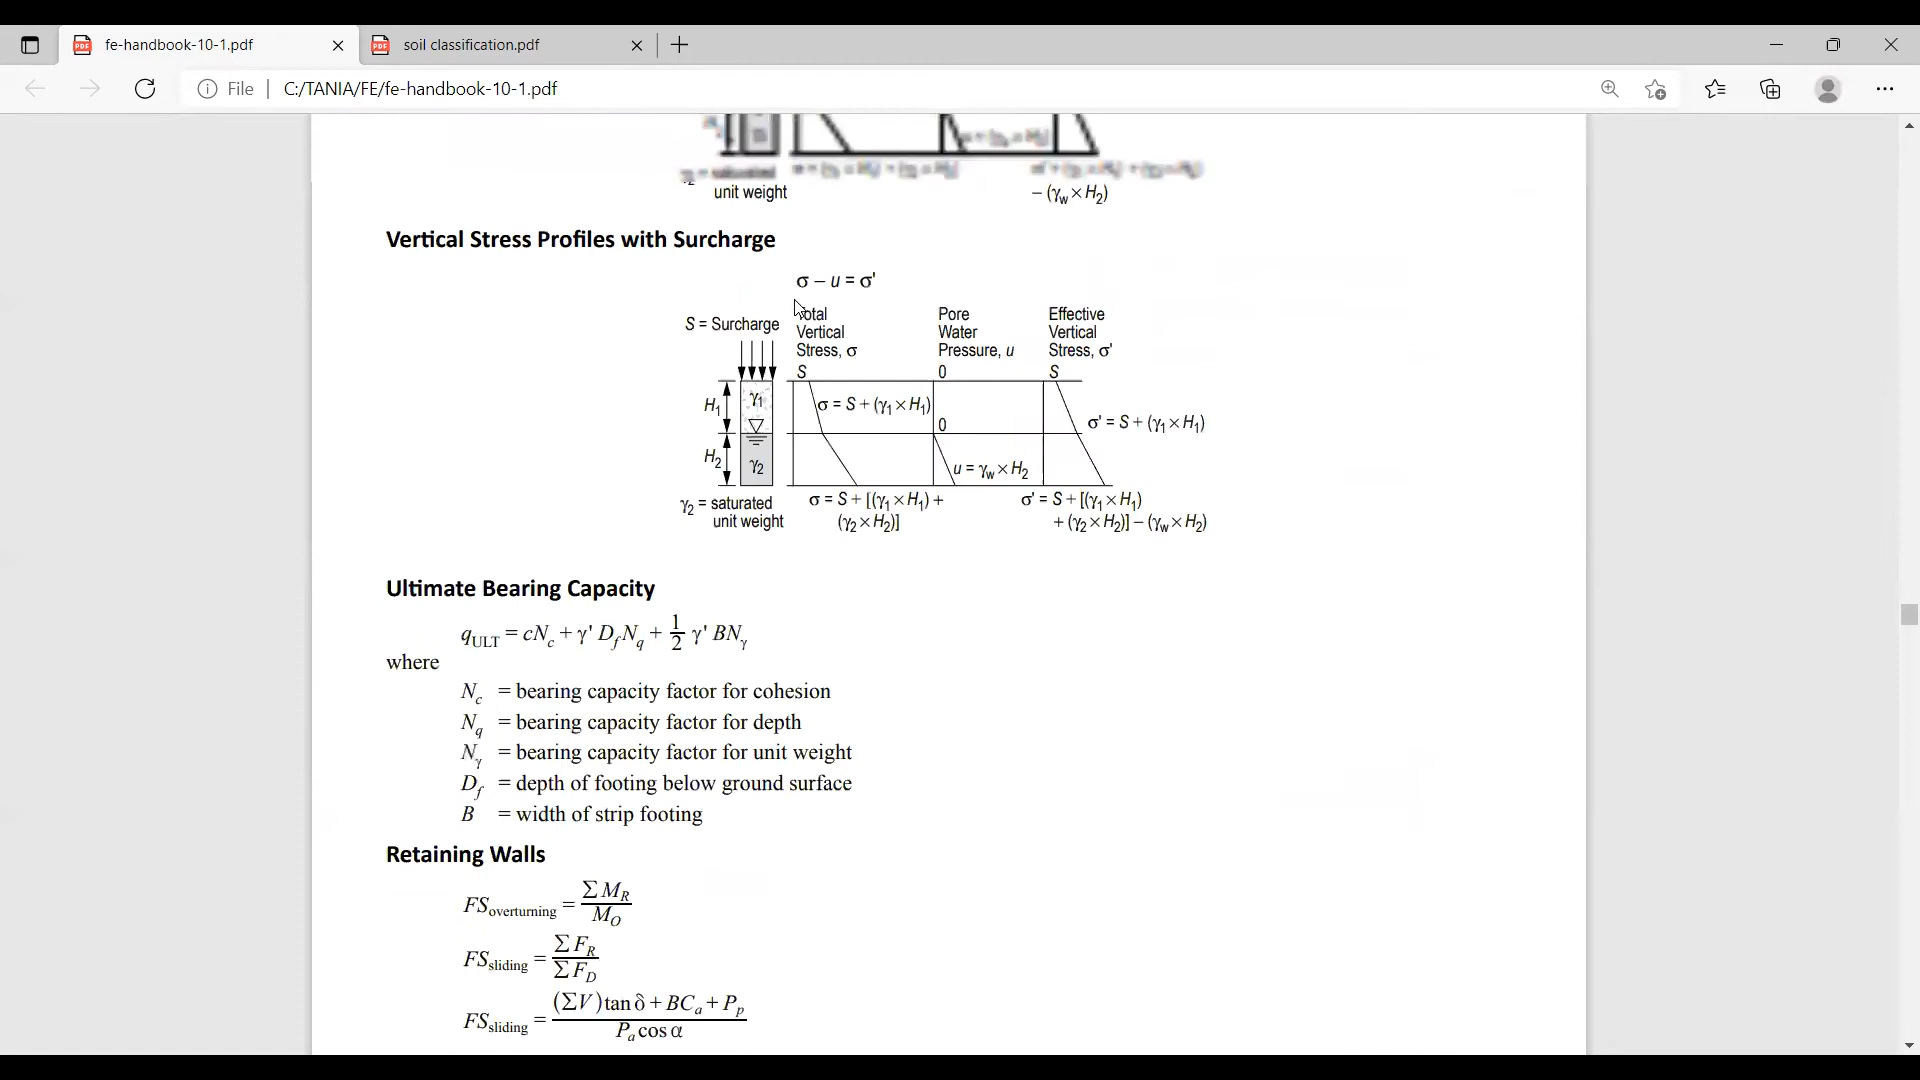 fe-handbook-10-1.pdf
soil classification.pdf
File
C:/TANIA/FE/fe-handbook-10-1.pdf
unit weight
– (γw × H2)
Vertical Stress Profiles with Surcharge
σ – u = σ'
S = Surcharge
Total Vertical Stress, σ
Pore Water Pressure, u
Effective Vertical Stress, σ'
S
0
S
H1
γ1
σ = S + (γ1 × H1)
0
σ' = S + (γ1 × H1)
H2
γ2
u = γw × H2
γ2 = saturated unit weight
σ = S + [(γ1 × H1) + (γ2 × H2)]
σ' = S + [(γ1 × H1) + (γ2 × H2)] – (γw × H2)
Ultimate Bearing Capacity
qULT = cNc + γ' Df Nq + 1/2 γ' BNγ
where
Nc = bearing capacity factor for cohesion
Nq = bearing capacity factor for depth
Nγ = bearing capacity factor for unit weight
Df = depth of footing below ground surface
B = width of strip footing
Retaining Walls
FSoverturning = ΣMR / MO
FSsliding = ΣFR / ΣFD
FSsliding = (ΣV)tan δ + BCa + Pp / Pa cos α